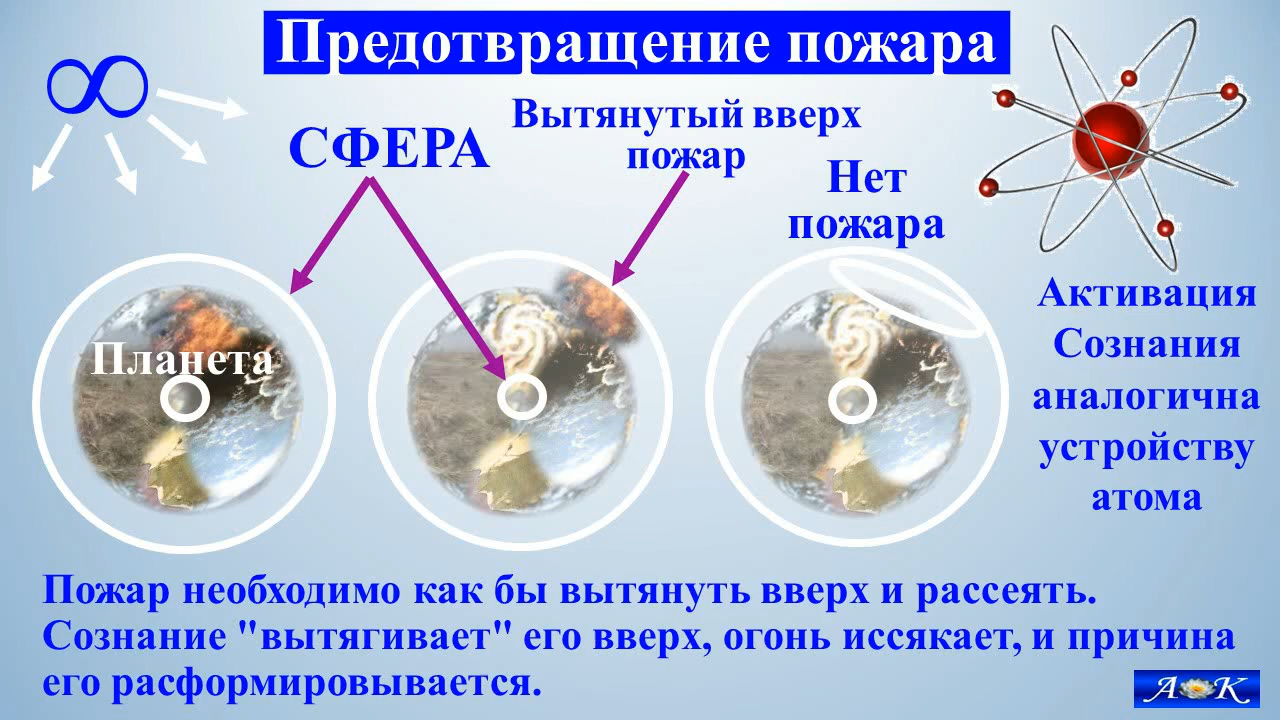 Предотвращение пожара
∞
СФЕРА
Вытянутый вверх
пожар
Нет
пожара
Планета
Активация
Сознания
аналогична
устройству
атома
Пожар необходимо как бы вытянуть вверх и рассеять.
Сознание "вытягивает" его вверх, огонь иссякает, и причина
его расформировывается.
А К